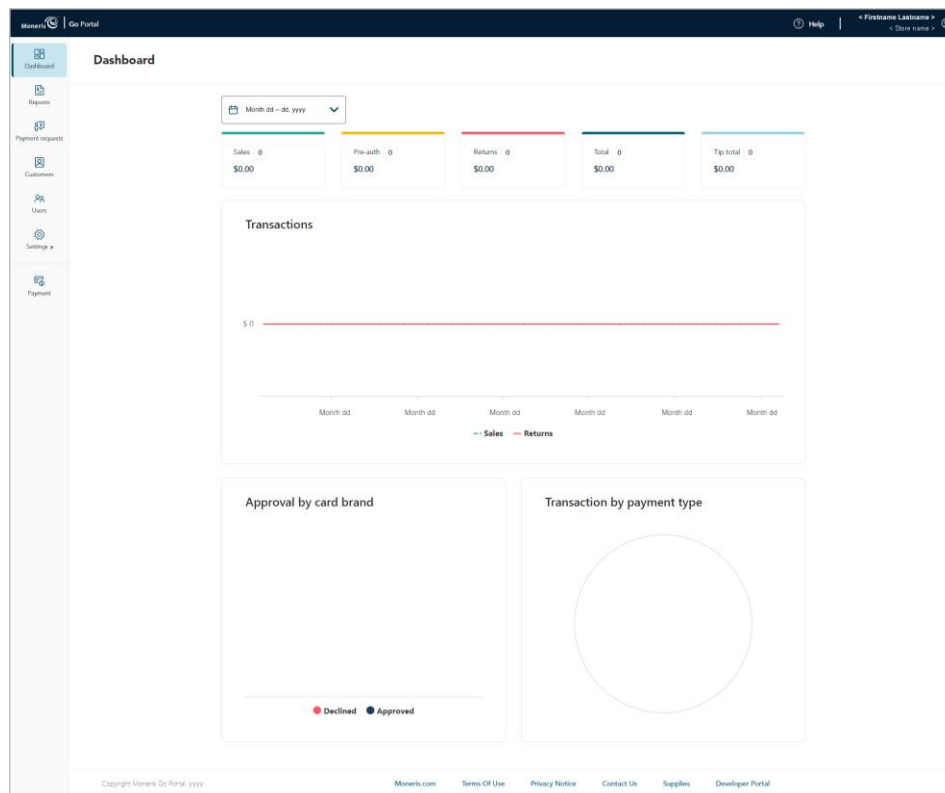 Moneris Go Portal
Help
< Firstname Lastname >
< Store name >
Dashboard
Reports
Payment requests
Customers
Users
Settings
Payment
Dashboard
Month dd – dd, yyyy
Sales 0
$0.00
Pre-auth 0
$0.00
Returns 0
$0.00
Total 0
$0.00
Tip total 0
$0.00
Transactions
$ 0
Month dd Month dd Month dd Month dd Month dd Month dd
Sales Returns
Approval by card brand
Declined Approved
Transaction by payment type
Copyright Moneris Go Portal yyyy
Moneris.com Terms Of Use Privacy Notice Contact Us Supplies Developer Portal